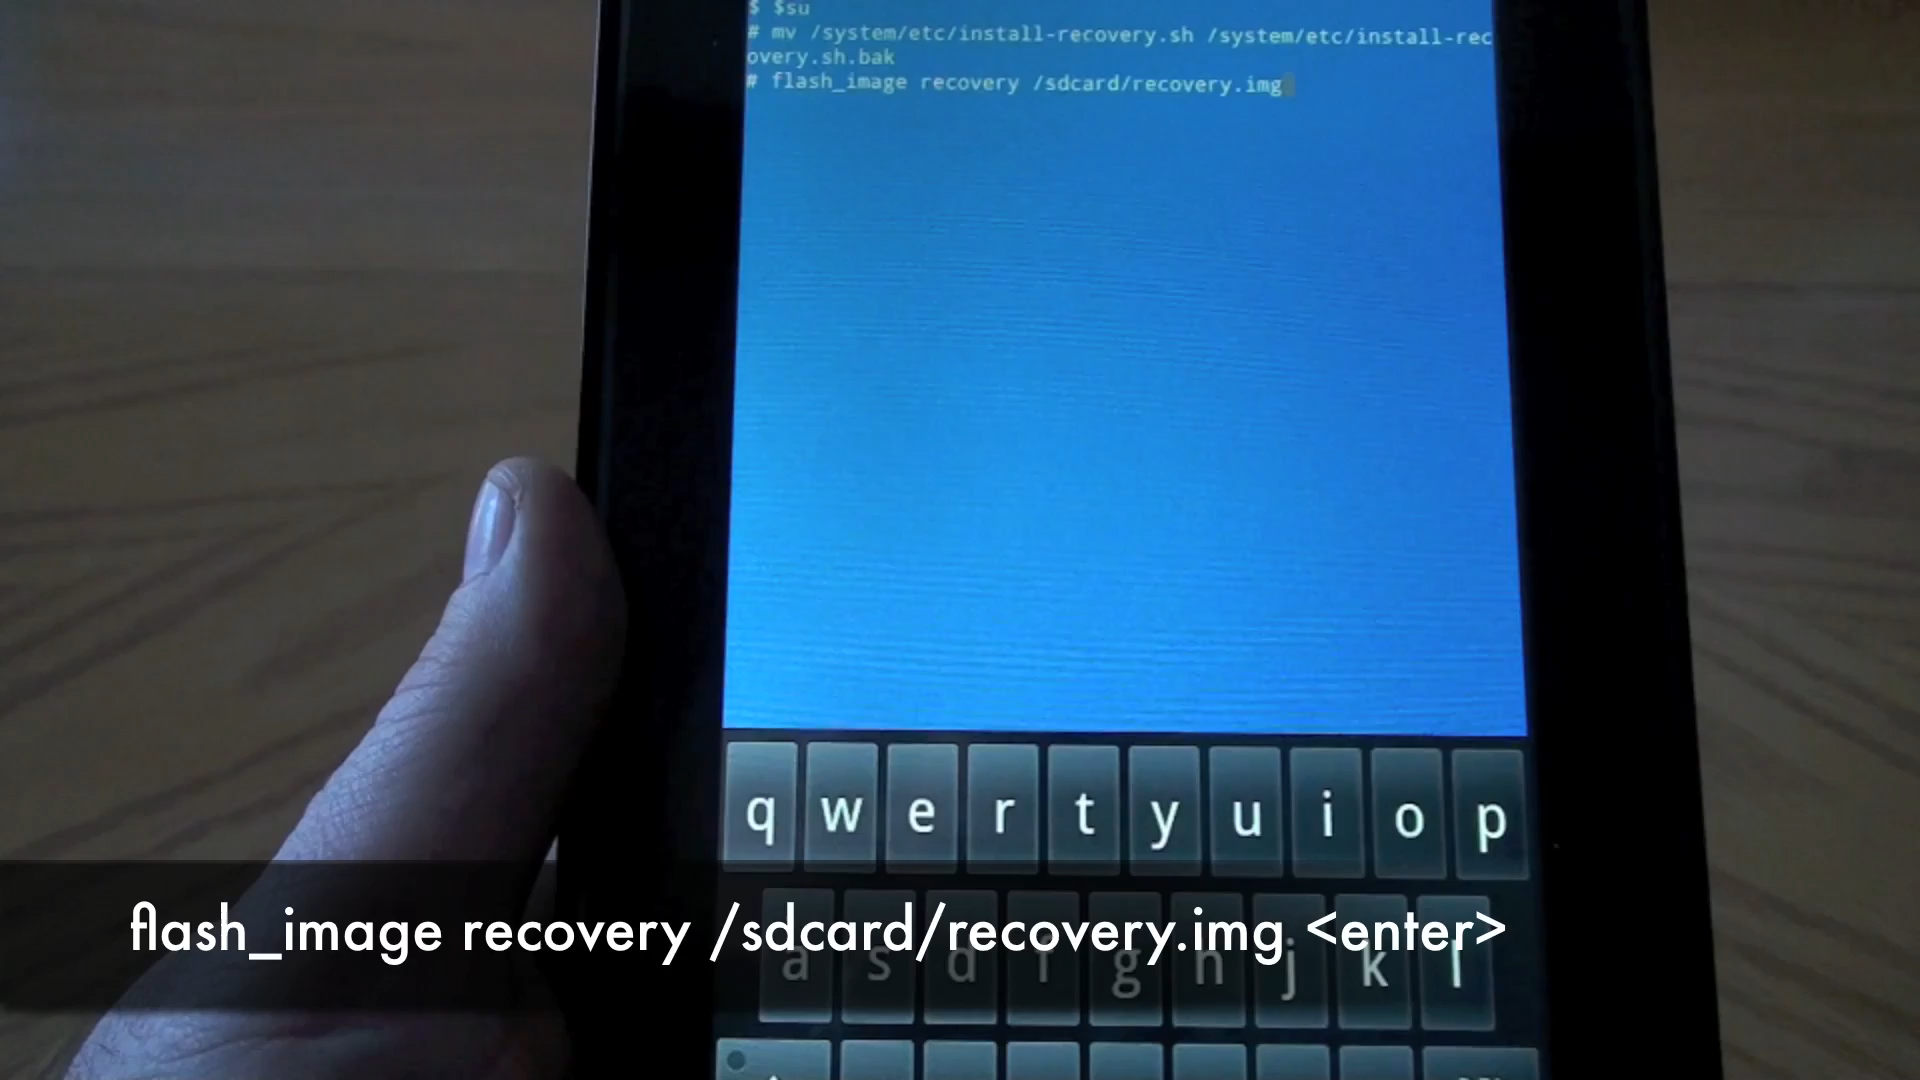 $ $su
# mv /system/etc/install-recovery.sh /system/etc/install-rec
overy.sh.bak
# flash_image recovery /sdcard/recovery.img
q w e r t y u i o p
a s d f g h j k l
flash_image recovery /sdcard/recovery.img <enter>